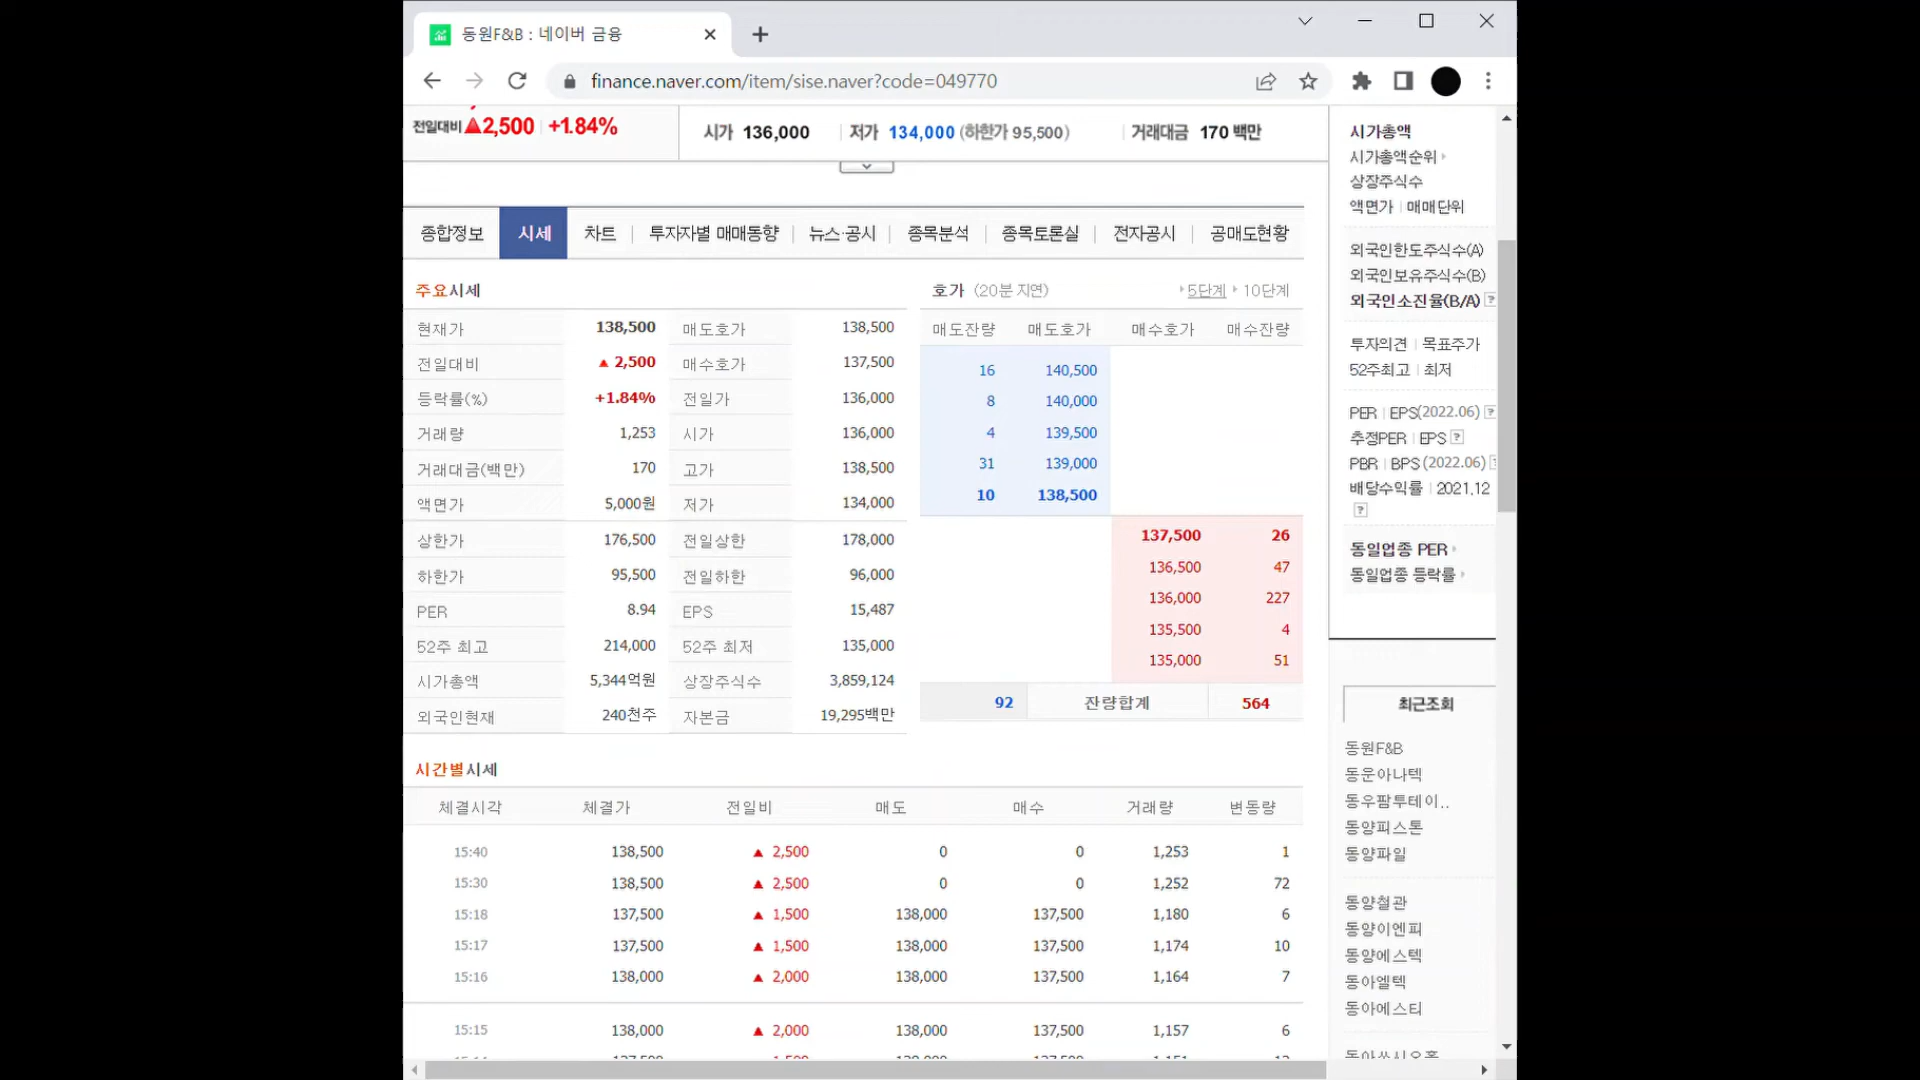 동원F&B : 네이버 금융
finance.naver.com/item/sise.naver?code=049770
전일대비 ▲2,500 +1.84%
시가 136,000 저가 134,000 (하한가 95,500) 거래대금 170 백만
종합정보 시세 차트 투자자별 매매동향 뉴스·공시 종목분석 종목토론실 전자공시 공매도현황
주요시세
현재가 138,500 매도호가 138,500
전일대비 ▲ 2,500 매수호가 137,500
등락률(%) +1.84% 전일가 136,000
거래량 1,253 시가 136,000
거래대금(백만) 170 고가 138,500
액면가 5,000원 저가 134,000
상한가 176,500 전일상한 178,000
하한가 95,500 전일하한 96,000
PER 8.94 EPS 15,487
52주 최고 214,000 52주 최저 135,000
시가총액 5,344억원 상장주식수 3,859,124
외국인현재 240천주 자본금 19,295백만
호가 (20분 지연) 5단계 10단계
매도잔량 매도호가 매수호가 매수잔량
16 140,500
8 140,000
4 139,500
31 139,000
10 138,500
137,500 26
136,500 47
136,000 227
135,500 4
135,000 51
92 잔량합계 564
시간별시세
체결시각 체결가 전일비 매도 매수 거래량 변동량
15:40 138,500 ▲ 2,500 0 0 1,253 1
15:30 138,500 ▲ 2,500 0 0 1,252 72
15:18 137,500 ▲ 1,500 138,000 137,500 1,180 6
15:17 137,500 ▲ 1,500 138,000 137,500 1,174 10
15:16 138,000 ▲ 2,000 138,000 137,500 1,164 7
15:15 138,000 ▲ 2,000 138,000 137,500 1,157 6
시가총액
시가총액순위
상장주식수
액면가 매매단위
외국인한도주식수(A)
외국인보유주식수(B)
외국인소진율(B/A) ?
투자의견 목표주가
52주최고 최저
PER EPS(2022.06) ?
추정PER EPS ?
PBR BPS (2022.06) ?
배당수익률 2021.12
?
동일업종 PER
동일업종 등락률
최근조회
동원F&B
동운아나텍
동우팜투테이..
동양피스톤
동양파일
동양철관
동양이엔피
동양에스텍
동아엘텍
동아에스티